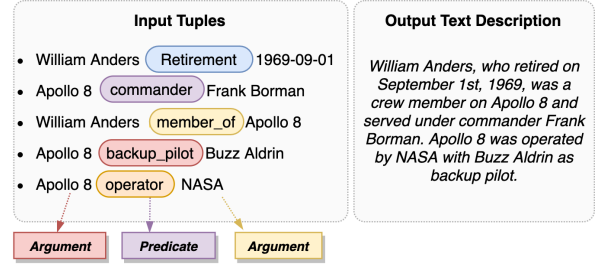 Input Tuples
• William Anders Retirement 1969-09-01
• Apollo 8 commander Frank Borman
• William Anders member_of Apollo 8
• Apollo 8 backup_pilot Buzz Aldrin
• Apollo 8 operator NASA
Argument Predicate Argument
Output Text Description
William Anders, who retired on
September 1st, 1969, was a
crew member on Apollo 8 and
served under commander Frank
Borman. Apollo 8 was operated
by NASA with Buzz Aldrin as
backup pilot.